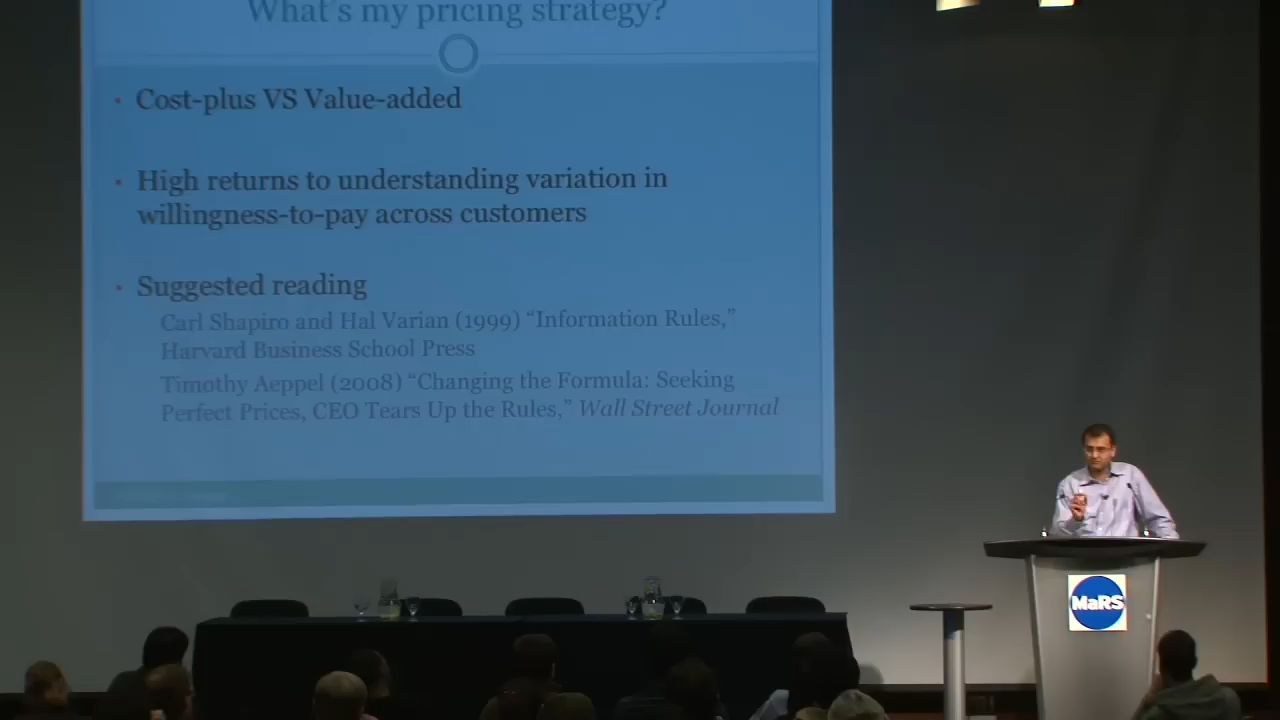 What's my pricing strategy?
• Cost-plus VS Value-added
• High returns to understanding variation in
willingness-to-pay across customers
• Suggested reading
Carl Shapiro and Hal Varian (1999) “Information Rules,”
Harvard Business School Press
Timothy Aeppel (2008) “Changing the Formula: Seeking
Perfect Prices, CEO Tears Up the Rules,” Wall Street Journal
MaRS